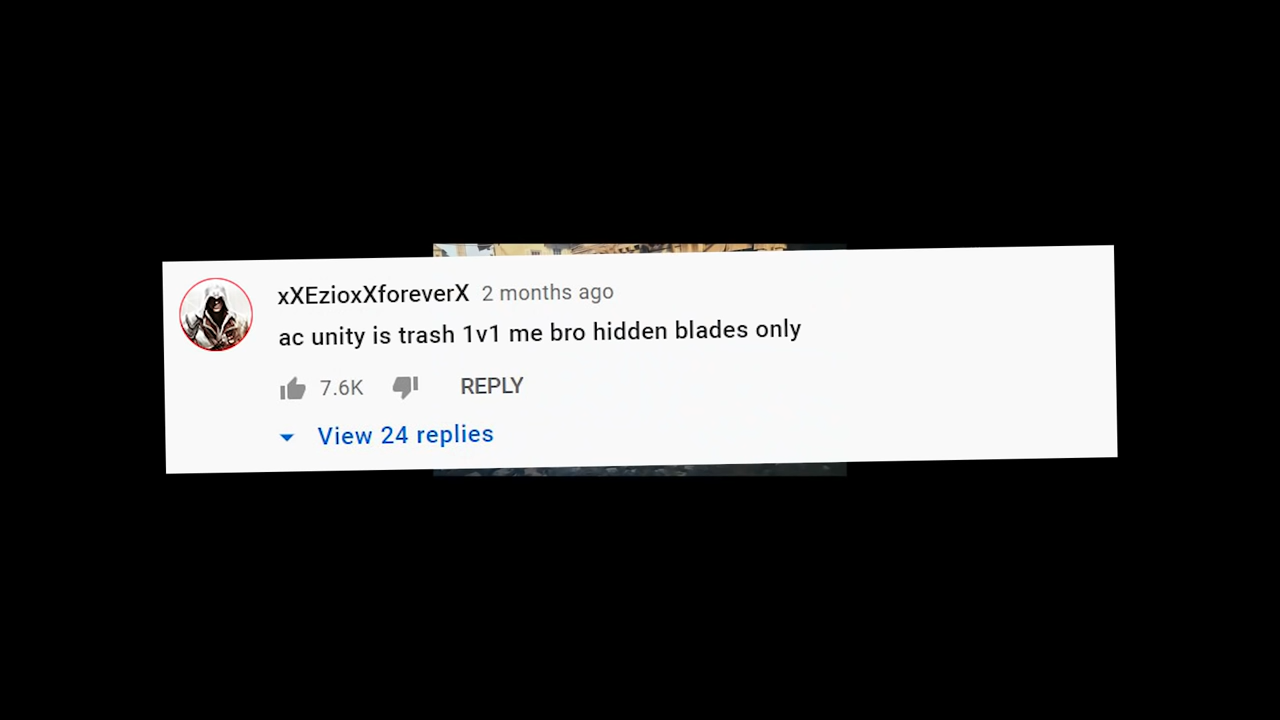 xXEzioxXforeverX 2 months ago
ac unity is trash 1v1 me bro hidden blades only
7.6K REPLY
View 24 replies